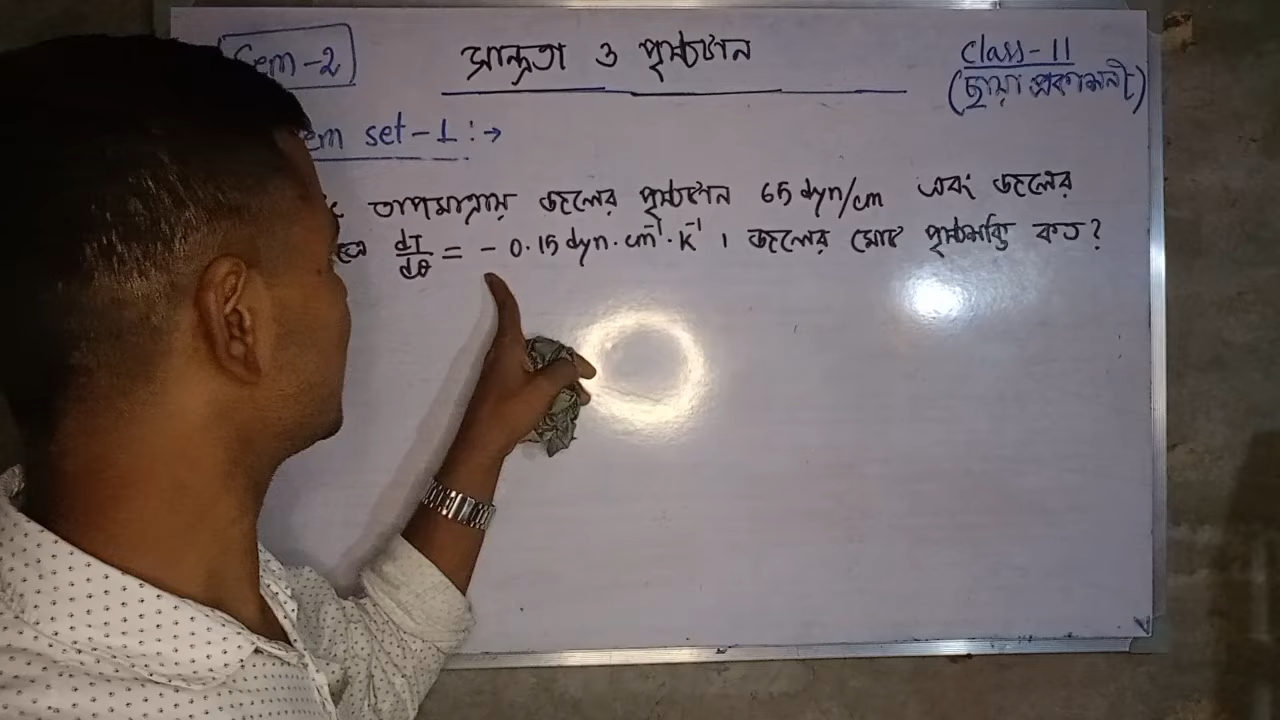 Sem-2
সান্দ্রতা ও পৃষ্ঠটান
Class-11
(ছায়া প্রকাশনী)
set-1:→
তাপমাত্রায় জলের পৃষ্ঠটান 65 dyn/cm এবং জলের
dT/dθ = - 0.15 dyn. cm⁻¹. K⁻¹ । জলের মোট পৃষ্ঠশক্তি কত?